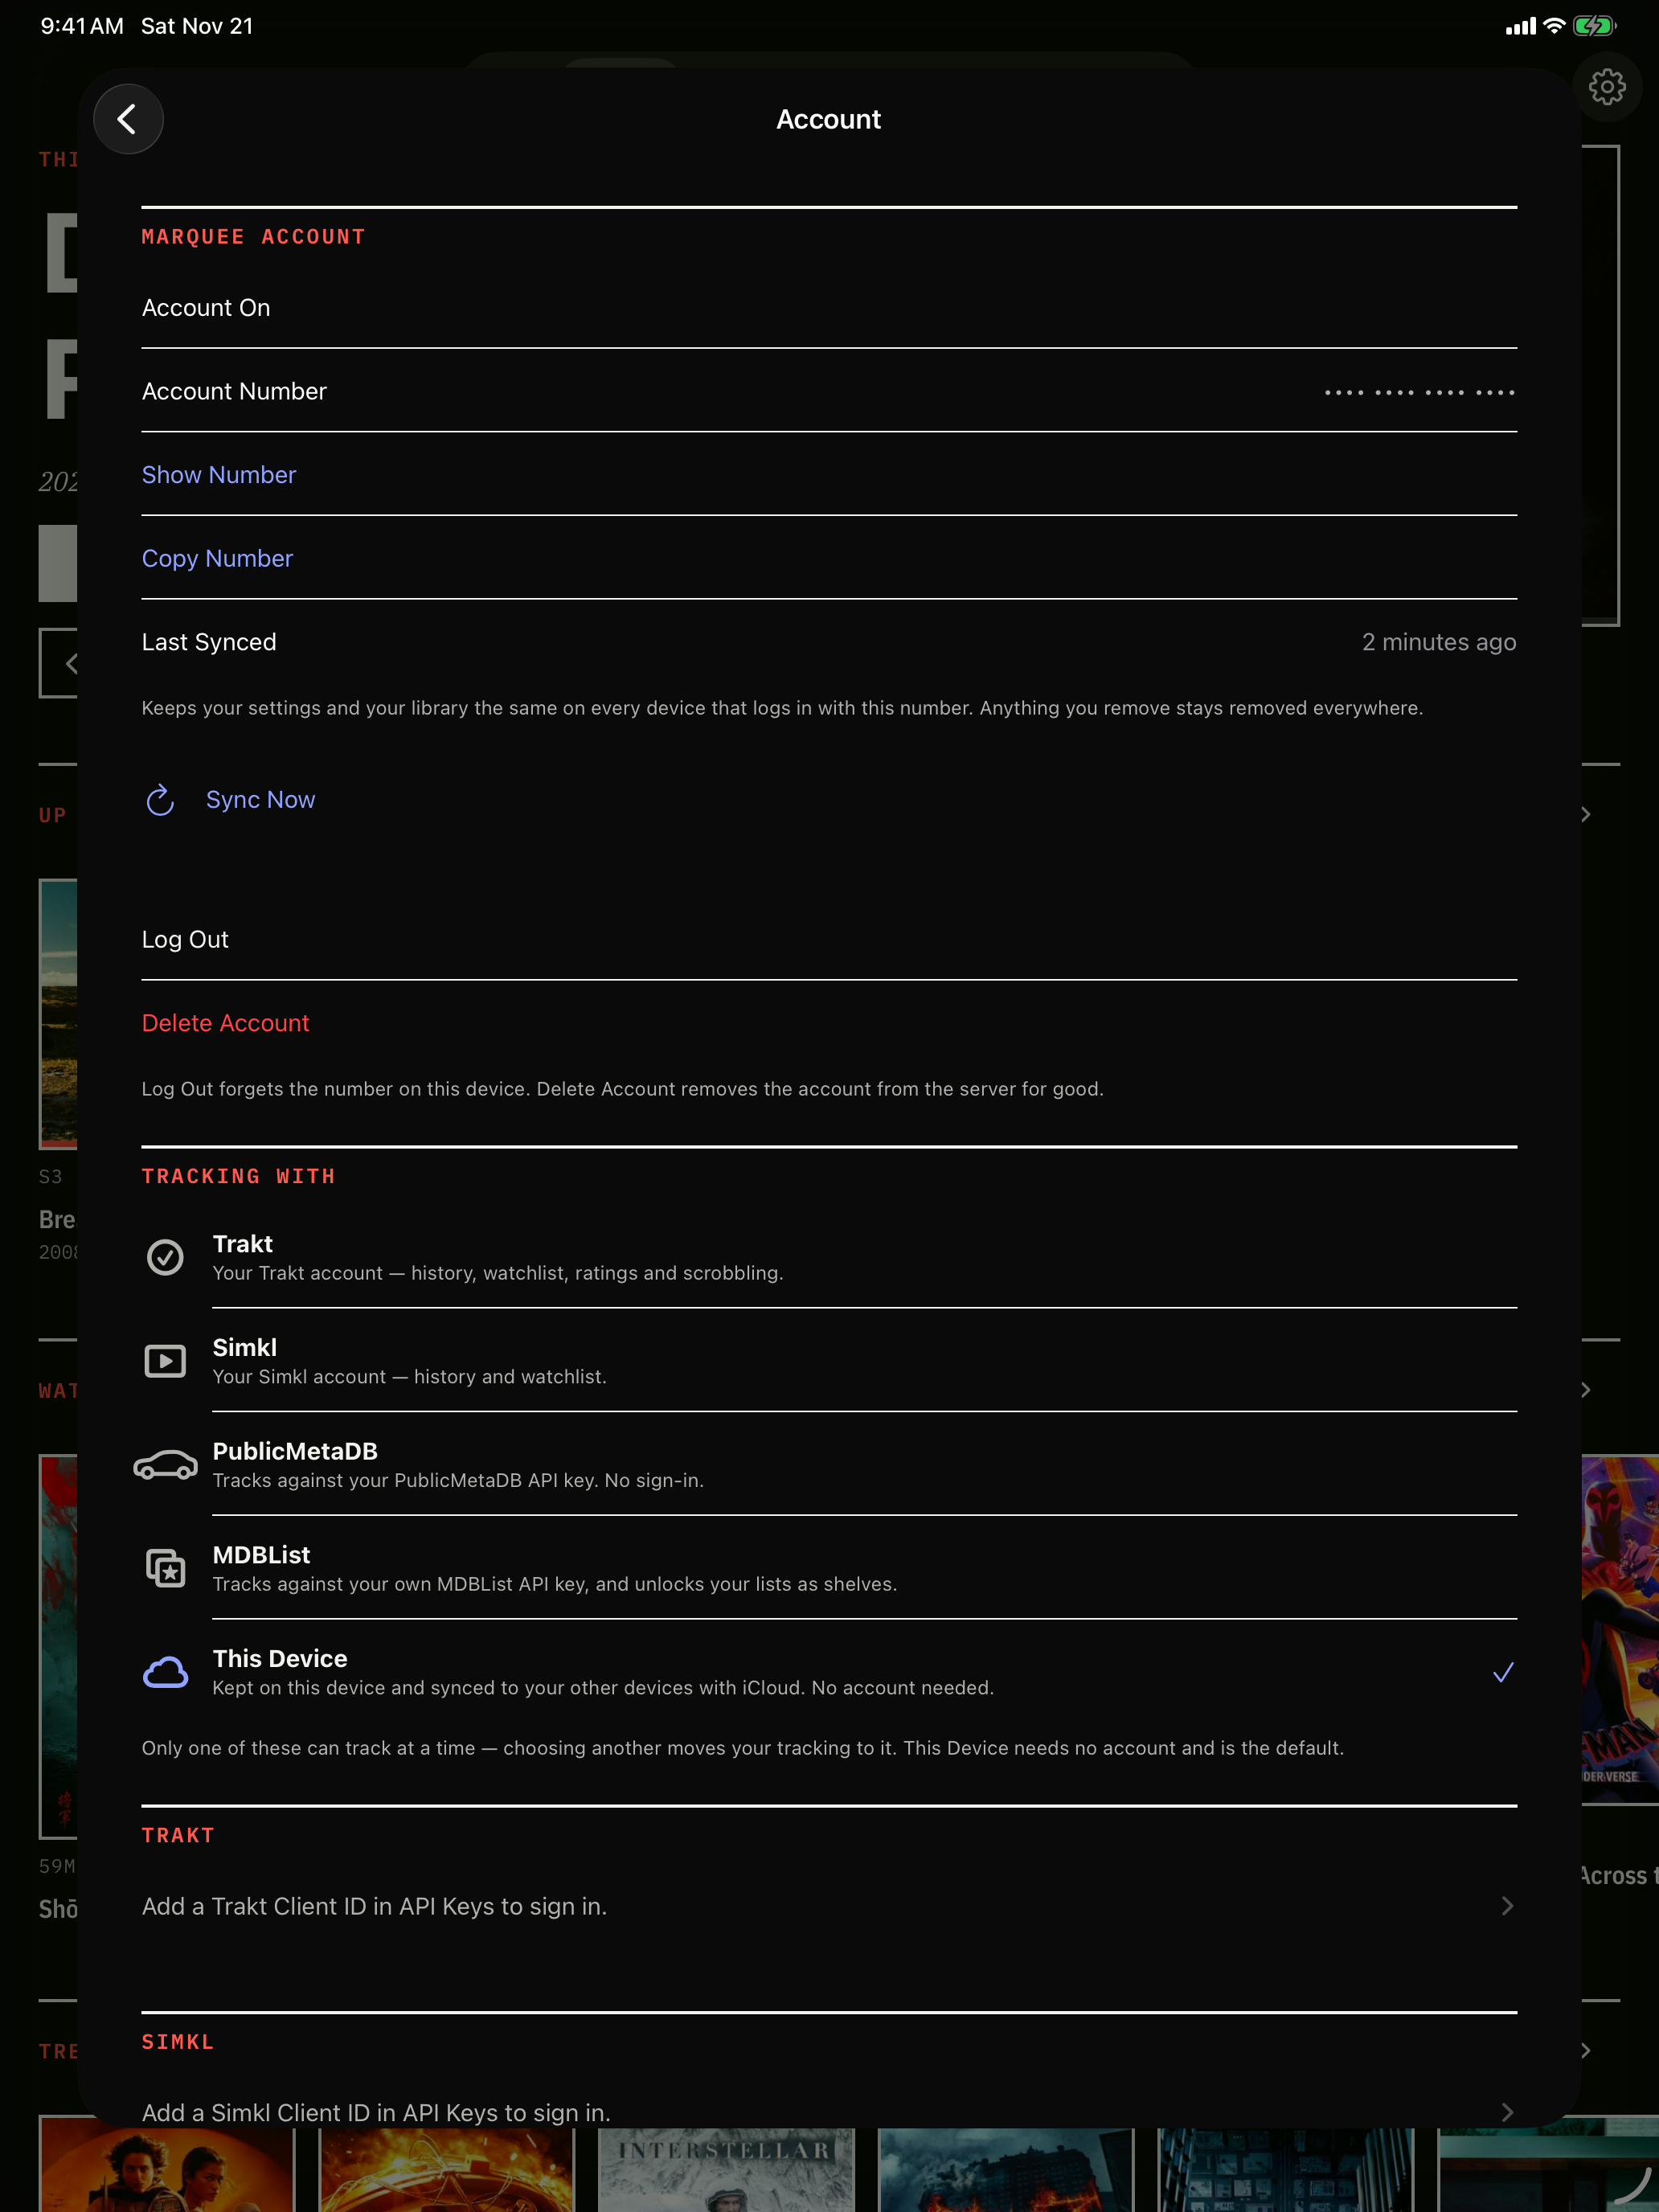 9:41 AM Sat Nov 21
Account
MARQUEE ACCOUNT
Account On
Account Number •••• •••• •••• ••••
Show Number
Copy Number
Last Synced 2 minutes ago
Keeps your settings and your library the same on every device that logs in with this number. Anything you remove stays removed everywhere.
Sync Now
Log Out
Delete Account
Log Out forgets the number on this device. Delete Account removes the account from the server for good.
TRACKING WITH
Trakt
Your Trakt account — history, watchlist, ratings and scrobbling.
Simkl
Your Simkl account — history and watchlist.
PublicMetaDB
Tracks against your PublicMetaDB API key. No sign-in.
MDBList
Tracks against your own MDBList API key, and unlocks your lists as shelves.
This Device
Kept on this device and synced to your other devices with iCloud. No account needed.
Only one of these can track at a time — choosing another moves your tracking to it. This Device needs no account and is the default.
TRAKT
Add a Trakt Client ID in API Keys to sign in.
SIMKL
Add a Simkl Client ID in API Keys to sign in.
UP
S3
2008
59M
Across
INTERSTELLAR